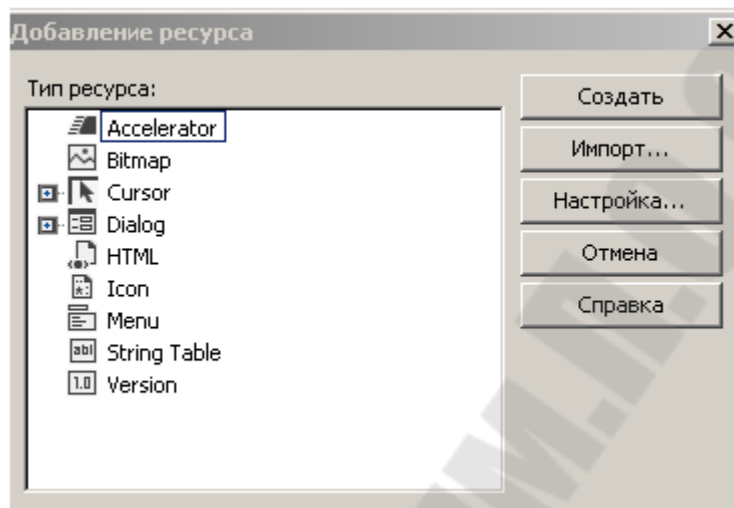 Добавление ресурса
Тип ресурса:
Accelerator
Bitmap
Cursor
Dialog
HTML
Icon
Menu
String Table
Version
Создать
Импорт...
Настройка...
Отмена
Справка